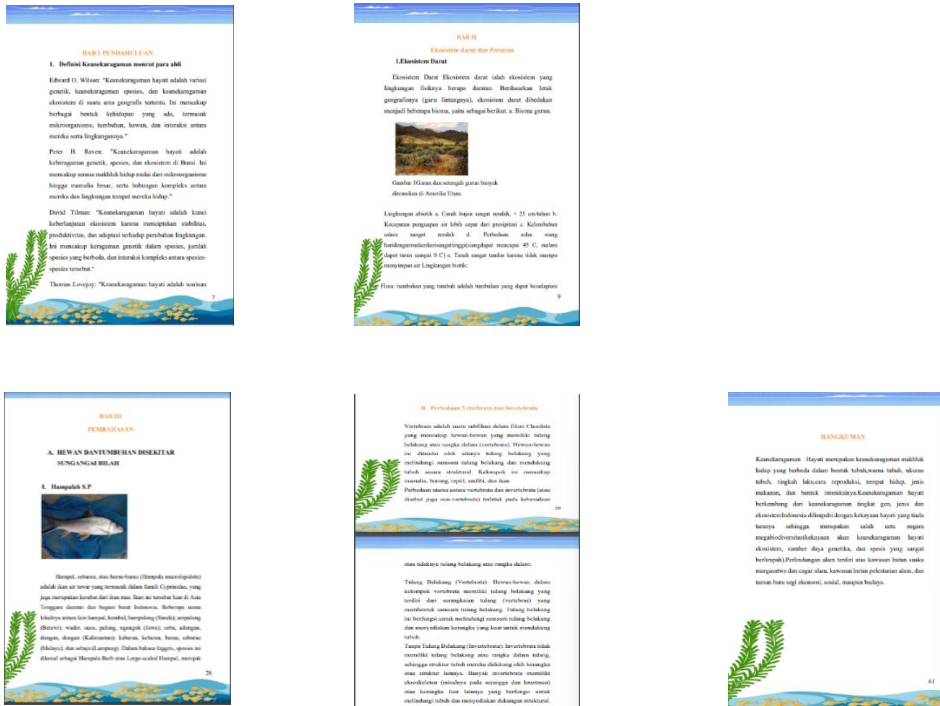 BAB I PENDAHULUAN
1. Definisi Keanekaragaman menrut para ahli
Edward O. Wilson: "Keanekaragaman hayati adalah variasi
genetik, keanekaragaman spesies, dan keanekaragaman
ekosistem di suatu area geografis tertentu. Ini mencakup
berbagai bentuk kehidupan yang ada, termasuk
mikroorganisme, tumbuhan, hewan, dan interaksi antara
mereka serta lingkungannya."
Peter H. Raven: "Keanekaragaman hayati adalah
keberagaman genetik, spesies, dan ekosistem di Bumi. Ini
mencakup semua makhluk hidup mulai dari mikroorganisme
hingga mamalia besar, serta hubungan kompleks antara
mereka dan lingkungan tempat mereka hidup."
David Tilman: "Keanekaragaman hayati adalah kunci
keberlanjutan ekosistem karena menciptakan stabilitas,
produktivitas, dan adaptasi terhadap perubahan lingkungan.
Ini mencakup keragaman genetik dalam spesies, jumlah
spesies yang berbeda, dan interaksi kompleks antara spesies-
spesies tersebut."
Thomas Lovejoy: "Keanekaragaman hayati adalah warisan
7
BAB II
Ekosistem darat dan Perairan
1.Ekosistem Darat
Ekosistem Darat Ekosistem darat ialah ekosistem yang
lingkungan fisiknya berupa daratan. Berdasarkan letak
geografisnya (garis lintangnya), ekosistem darat dibedakan
menjadi beberapa bioma, yaitu sebagai berikut. a. Bioma gurun.
Gambar 1Gurun dan setengah gurun banyak
ditemukan di Amerika Utara.
Lingkungan abiotik a. Curah hujan sangat rendah, + 25 cm/tahun b.
Kecepatan penguapan air lebih cepat dari presipitasi c. Kelembaban
udara sangat rendah d. Perbedaan suhu siang
haridenganmalamharisangattinggi(siangdapat mencapai 45 C, malam
dapat turun sampai 0 C) e. Tanah sangat tandus karena tidak mampu
menyimpan air Lingkungan biotik:
Flora: tumbuhan yang tumbuh adalah tumbuhan yang dapat beradaptasi
9
BAB III
PEMBAHASAN
A. HEWAN DANTUMBUHAN DISEKITAR
SUNGANGAI BILAH
1. Hampalah S.P
Hampal, sebarau, atau barau-barau (Hampala macrolepidota)
adalah ikan air tawar yang termasuk dalam famili Cyprinidae, yang
juga merupakan kerabat dari ikan mas. Ikan ini tersebar luas di Asia
Tenggara daratan dan bagian barat Indonesia. Beberapa nama
lokalnya antara lain hampal, hambal, hampalong (Sunda); ampalong
(Betawi); wader, sasa, palung, ngongok (Jawa); adungan,
dungan, (Kalimantan); kebarau, barau, sebarau
(Melayu); dan sebaja (Lampung). Dalam bahasa Inggris, spesies ini
dikenal sebagai Hampala Barb atau Large-scaled Hampal, merujuk
28
B. Perbedaan Vetebrata dan Invertebrata
Vertebrata adalah suatu subfilum dalam filum Chordata
yang mencakup hewan-hewan yang memiliki tulang
belakang atau rangka dalam (vertebrata). Hewan-hewan
ini ditandai oleh adanya tulang belakang yang
melindungi sumsum tulang belakang dan mendukung
tubuh secara struktural. Kelompok ini mencakup
mamalia, burung, reptil, amfibi, dan ikan
Perbedaan utama antara vertebrata dan invertebrata (atau
disebut juga non-vertebrata) terletak pada keberadaan
atau tidaknya tulang belakang atau rangka dalam:
Tulang Belakang (Vertebrata): Hewan-hewan dalam
kelompok vertebrata memiliki tulang belakang yang
terdiri dari serangkaian tulang (vertebrae) yang
membentuk sumsum tulang belakang. Tulang belakang
ini berfungsi untuk melindungi sumsum tulang belakang
dan menyediakan kerangka yang kuat untuk mendukung
tubuh.
Tanpa Tulang Belakang (Invertebrata): Invertebrata tidak
memiliki tulang belakang atau rangka dalam tulang,
sehingga struktur tubuh mereka didukung oleh kerangka
atau struktur lainnya. Banyak invertebrata memiliki
eksoskeleton (misalnya pada serangga dan krustasea)
atau kerangka luar lainnya yang berfungsi untuk
melindungi tubuh dan menyediakan dukungan struktural.
RANGKUMAN
Keanekaragaman Hayati merupakan keanekaragaman makhluk
hidup yang berbeda dalam bentuk tubuh,warna tubuh, ukuran
tubuh, tingkah laku,cara reproduksi, tempat hidup, jenis
makanan, dan bentuk interaksinya.Keanekaragaman hayati
berkembang dari keanekaragaman tingkat gen, jenis dan
ekosistem.Indonesia dilimpahi dengan kekayaan hayati yang tiada
taranya sehingga merupakan salah satu negara
megabiodiversitas(kekayaan akan keanekaragaman hayati
ekosistem, sumber daya genetika, dan spesis yang sangat
berlimpah).Perlindungan alam terdiri atas kawasan hutan suaka
margasatwa dan cagar alam, kawasan hutan pelestarian alam, dan
taman buru segi ekonomi, sosial, maupun budaya.
61